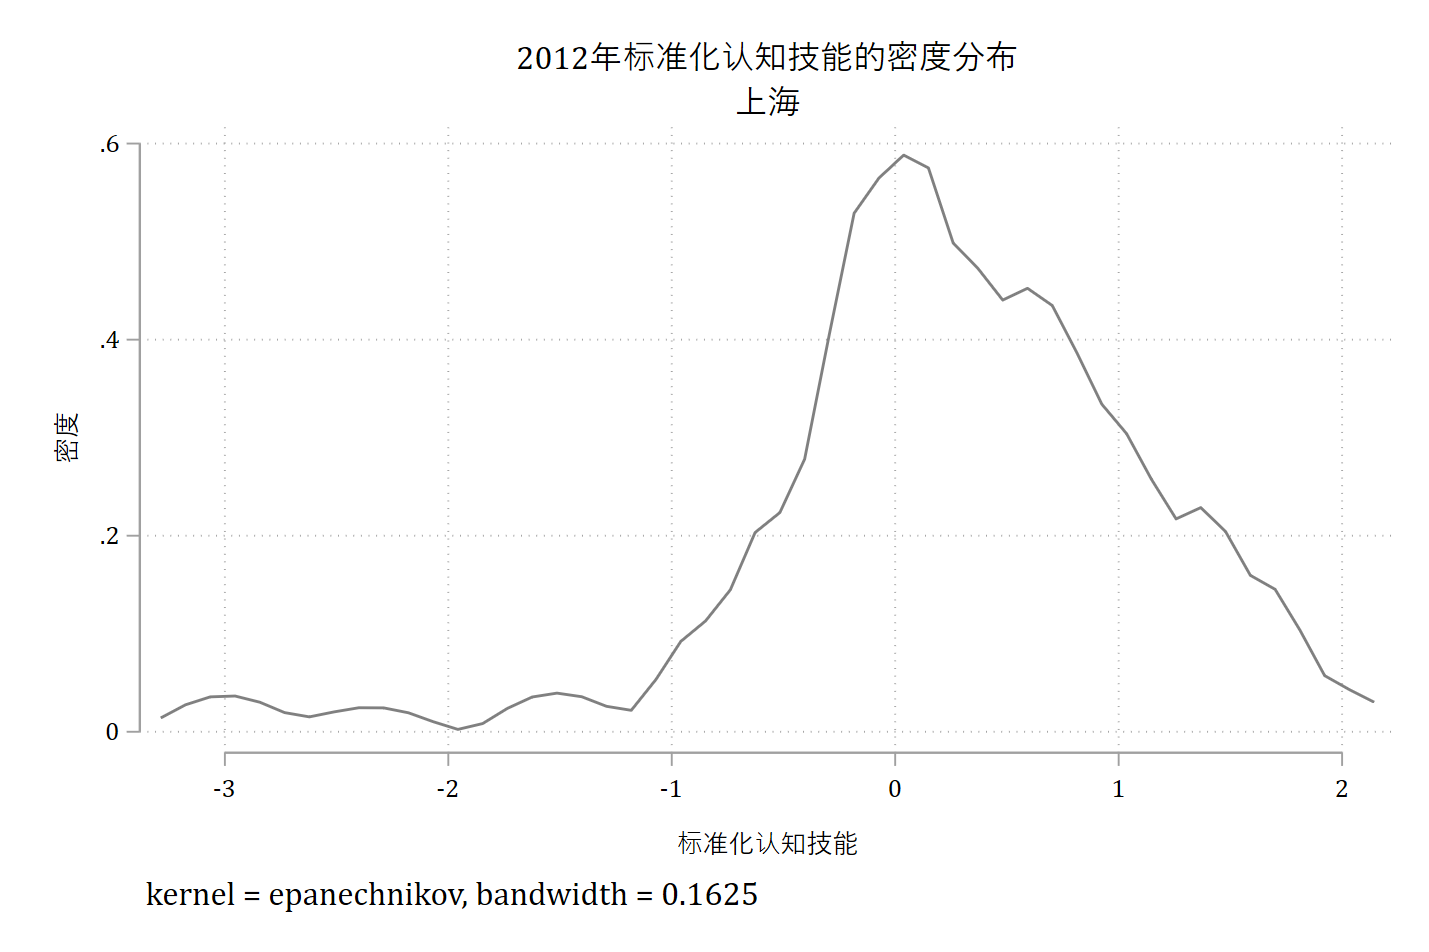 2012年标准化认知技能的密度分布
上海
.6
.4
.2
0
密度
-3 -2 -1 0 1 2
标准化认知技能
kernel = epanechnikov, bandwidth = 0.1625